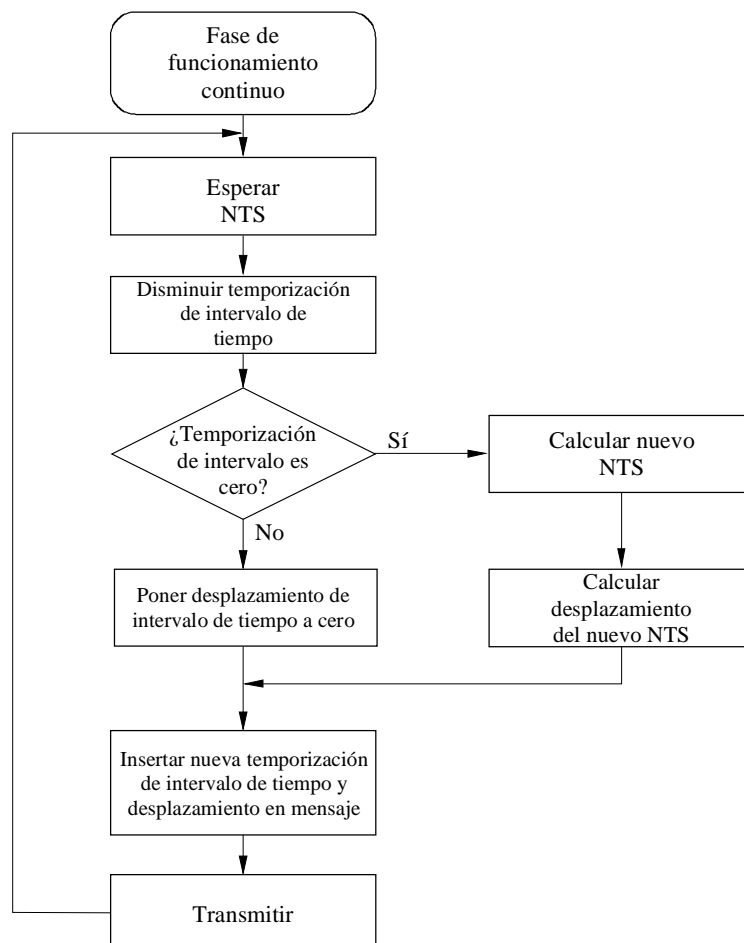 Fase de
funcionamiento
continuo
Esperar
NTS
Disminuir temporización
de intervalo de
tiempo
¿Temporización
de intervalo es
cero?
Sí
Calcular nuevo
NTS
No
Poner desplazamiento de
intervalo de tiempo a cero
Calcular
desplazamiento
del nuevo NTS
Insertar nueva temporización
de intervalo de tiempo y
desplazamiento en mensaje
Transmitir